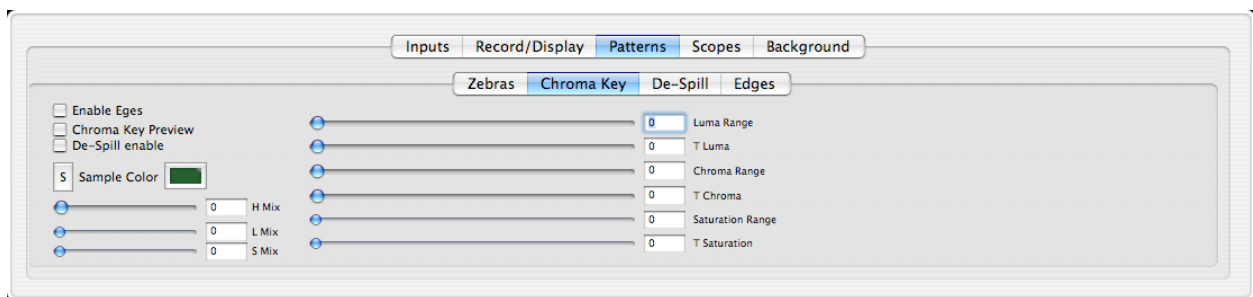 Inputs Record/Display Patterns Scopes Background
Zebras Chroma Key De-Spill Edges
Enable Eges
Chroma Key Preview
De-Spill enable
S Sample Color
0 H Mix
0 L Mix
0 S Mix
0 Luma Range
0 T Luma
0 Chroma Range
0 T Chroma
0 Saturation Range
0 T Saturation